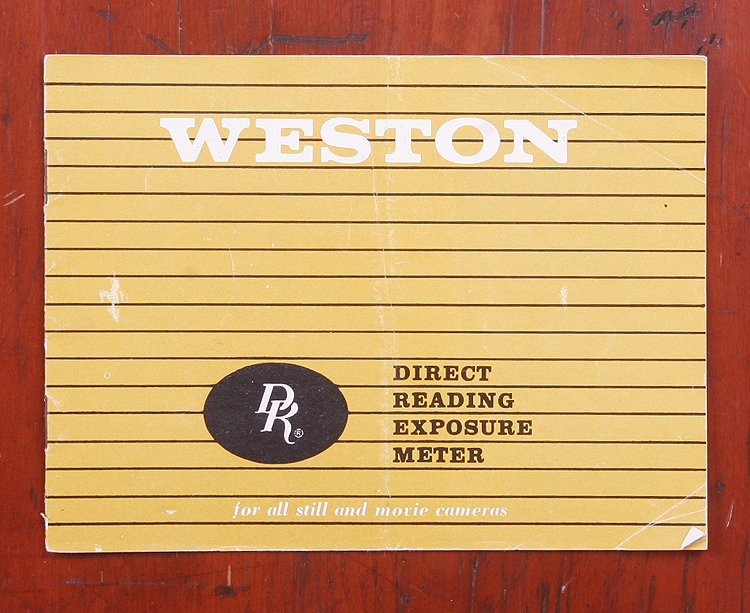 WESTON
DR®
DIRECT
READING
EXPOSURE
METER
for all still and movie cameras